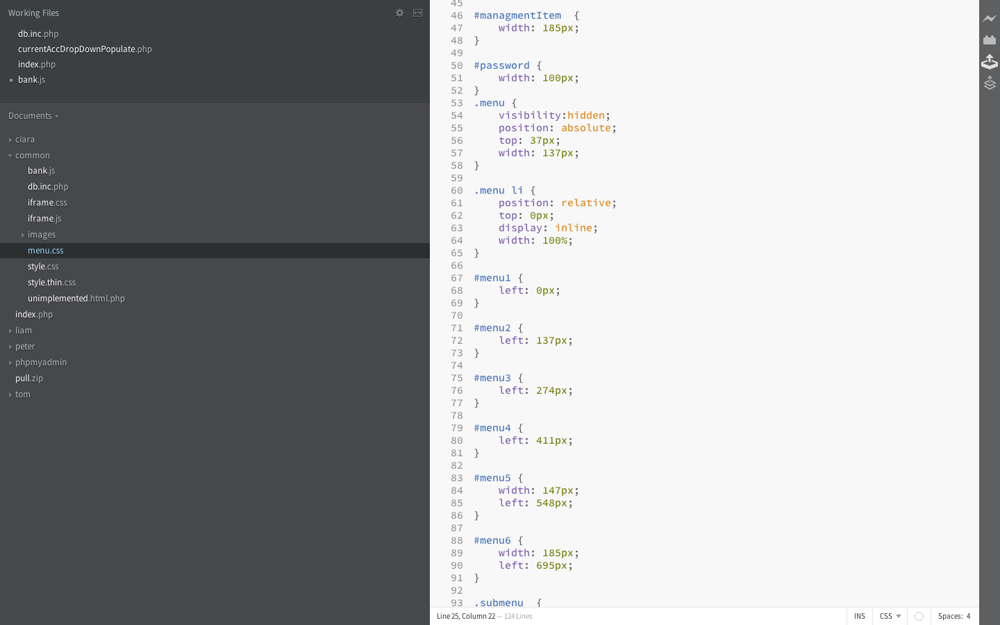 Working Files
db.inc.php
currentAccDropDownPopulate.php
index.php
bank.js
Documents
ciara
common
bank.js
db.inc.php
iframe.css
iframe.js
images
menu.css
style.css
style.thin.css
unimplemented.html.php
index.php
liam
peter
phpmyadmin
pull.zip
tom
45
46 #managmentItem  {
47     width: 185px;
48 }
49
50 #password {
51     width: 100px;
52 }
53 .menu {
54     visibility:hidden;
55     position: absolute;
56     top: 37px;
57     width: 137px;
58 }
59
60 .menu li {
61     position: relative;
62     top: 0px;
63     display: inline;
64     width: 100%;
65 }
66
67 #menu1 {
68     left: 0px;
69 }
70
71 #menu2 {
72     left: 137px;
73 }
74
75 #menu3 {
76     left: 274px;
77 }
78
79 #menu4 {
80     left: 411px;
81 }
82
83 #menu5 {
84     width: 147px;
85     left: 548px;
86 }
87
88 #menu6 {
89     width: 185px;
90     left: 695px;
91 }
92
93 .submenu  {
Line 25, Column 22 — 124 Lines
INS
CSS
Spaces: 4